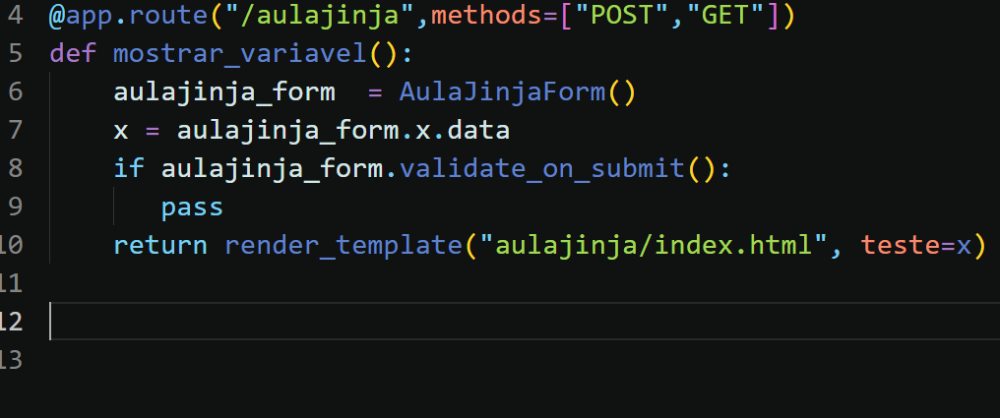 4 @app.route("/aulajinja",methods=["POST","GET"])
5 def mostrar_variavel():
6     aulajinja_form  = AulaJinjaForm()
7     x = aulajinja_form.x.data
8     if aulajinja_form.validate_on_submit():
9        pass
10     return render_template("aulajinja/index.html", teste=x)
11
12
13